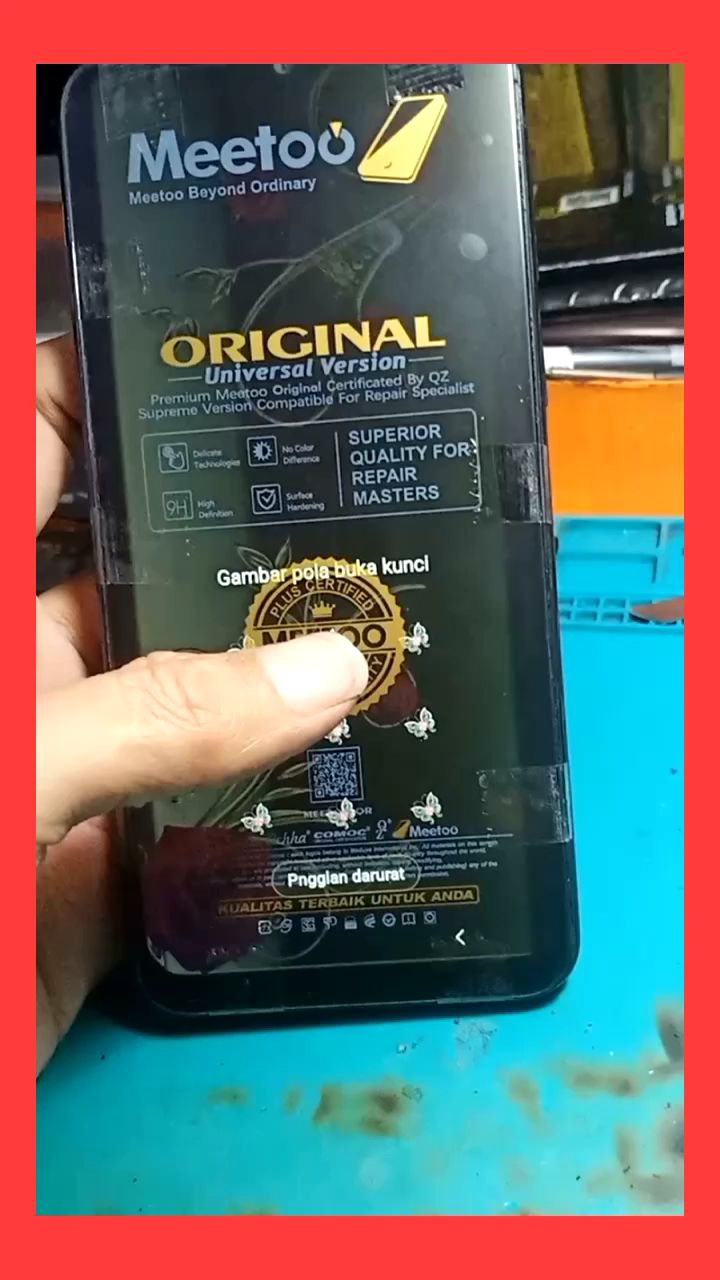 Meetoo
Meetoo Beyond Ordinary
ORIGINAL
Universal Version
Premium Meetoo Original Certificated By QZ
Supreme Version Compatible For Repair Specialist
Delicate
Technologies
No Color
Difference
9H
High
Definition
Surface
Hardening
SUPERIOR
QUALITY FOR
REPAIR
MASTERS
Gambar pola buka kunci
PLUS CERTIFIED
COMOC
Meetoo
Pngglan darurat
KUALITAS TERBAIK UNTUK ANDA